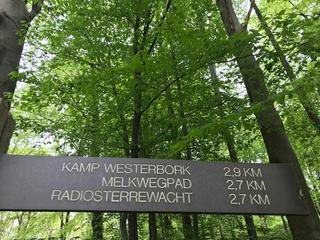 KAMP WESTERBORK 2,9 KM
MELKWEGPAD 2,7 KM
RADIOSTERREWACHT 2,7 KM